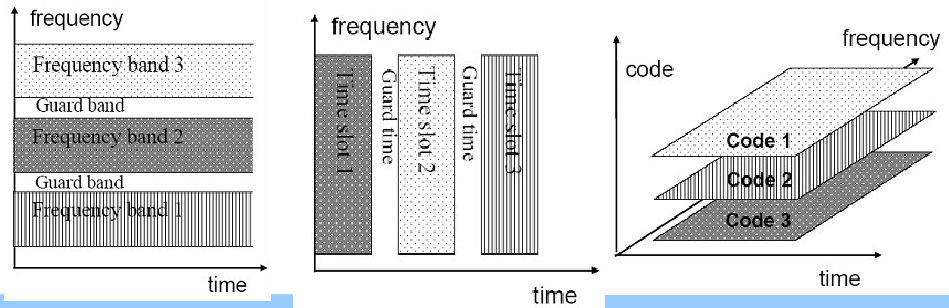 frequency
Frequency band 3
Guard band
Frequency band 2
Guard band
Frequency band 1
time
frequency
Time slot 1
Guard time
Time slot 2
Guard time
Time slot 3
time
frequency
code
Code 1
Code 2
Code 3
time